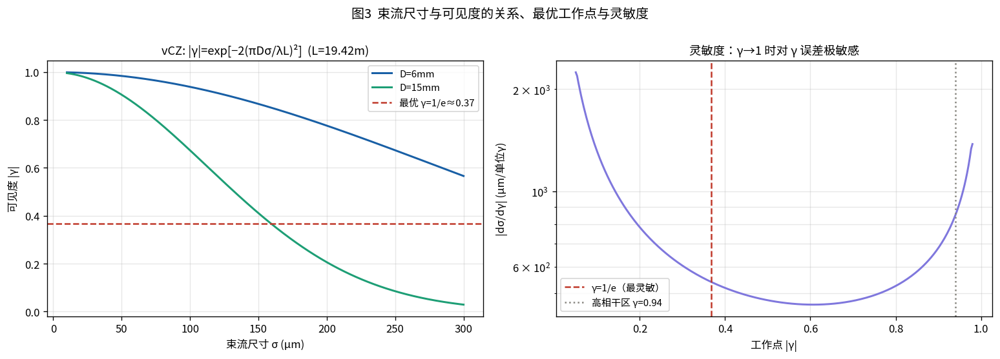 图3 束流尺寸与可见度的关系、最优工作点与灵敏度
vCZ: |γ|=exp[−2(πDσ/λL)²] (L=19.42m)
可见度 |γ|
1.0
0.8
0.6
0.4
0.2
0.0
0
50
100
150
200
250
300
束流尺寸 σ (μm)
D=6mm
D=15mm
最优 γ=1/e≈0.37
灵敏度：γ→1 时对 γ 误差极敏感
|dσ/dγ| (μm/单位γ)
2 × 10³
10³
6 × 10²
0.2
0.4
0.6
0.8
1.0
工作点 |γ|
γ=1/e（最灵敏）
高相干区 γ=0.94